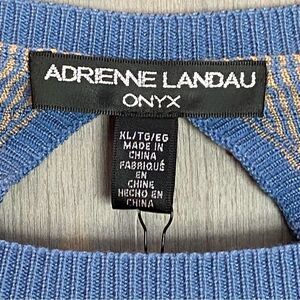 ADRIENNE LANDAU
ONYX
XL/TG/EG
MADE IN
CHINA
FABRIQUÉ
EN
CHINE
HECHO EN
CHINA